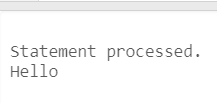 Statement processed.
Hello